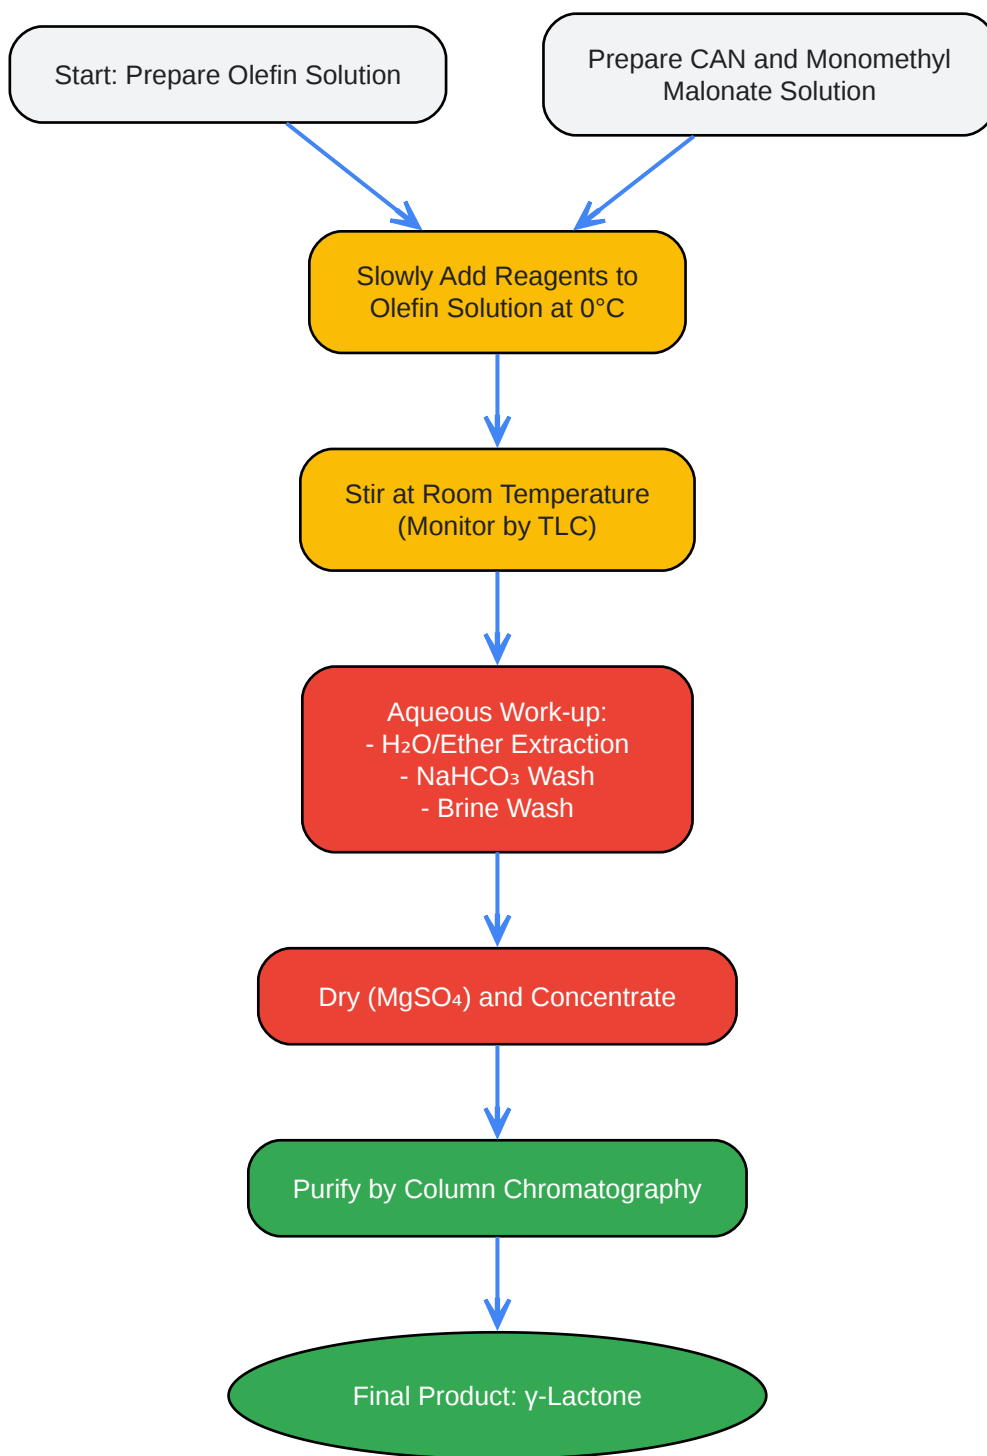 Start: Prepare Olefin Solution
Prepare CAN and Monomethyl
Malonate Solution
Slowly Add Reagents to
Olefin Solution at 0°C
Stir at Room Temperature
(Monitor by TLC)
Aqueous Work-up:
- H₂O/Ether Extraction
- NaHCO₃ Wash
- Brine Wash
Dry (MgSO₄) and Concentrate
Purify by Column Chromatography
Final Product: γ-Lactone